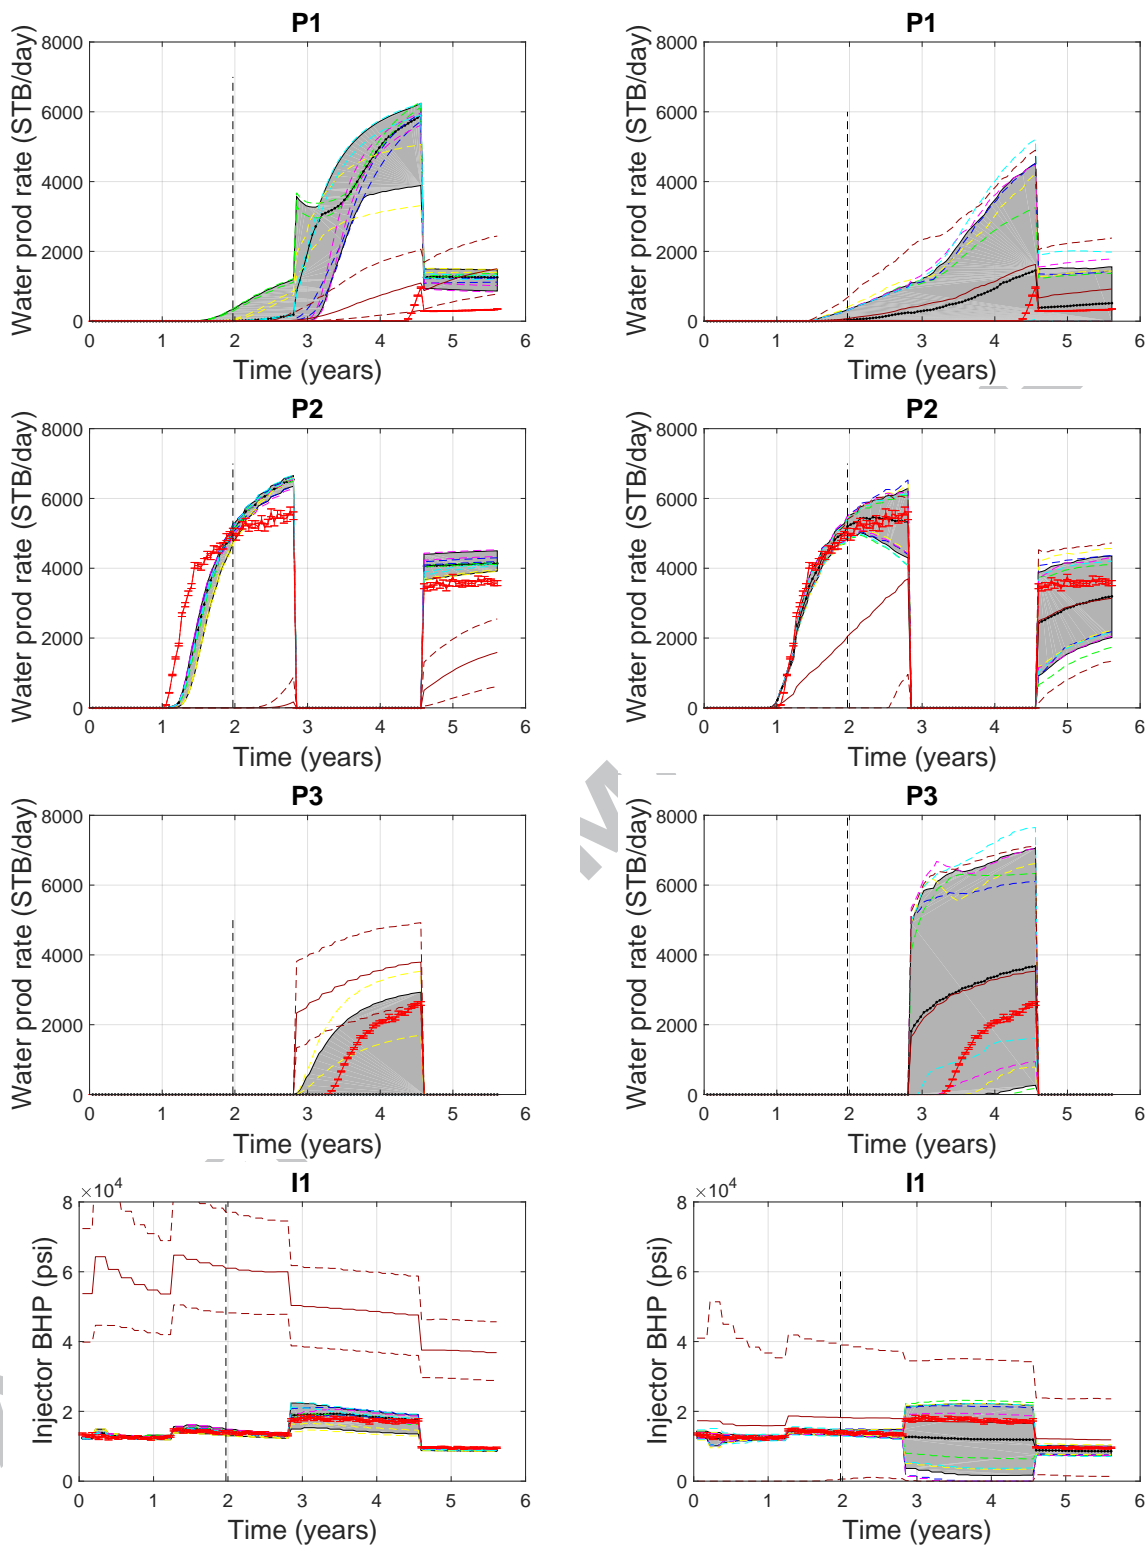 P1
P1
Water prod rate (STB/day)
8000
6000
4000
2000
0
0 1 2 3 4 5 6
Time (years)
Water prod rate (STB/day)
8000
6000
4000
2000
0
0 1 2 3 4 5 6
Time (years)
P2
P2
Water prod rate (STB/day)
8000
6000
4000
2000
0
0 1 2 3 4 5 6
Time (years)
Water prod rate (STB/day)
8000
6000
4000
2000
0
0 1 2 3 4 5 6
Time (years)
P3
P3
Water prod rate (STB/day)
8000
6000
4000
2000
0
0 1 2 3 4 5 6
Time (years)
Water prod rate (STB/day)
8000
6000
4000
2000
0
0 1 2 3 4 5 6
Time (years)
I1
I1
Injector BHP (psi)
×10⁴
8
6
4
2
0
0 1 2 3 4 5 6
Time (years)
Injector BHP (psi)
×10⁴
8
6
4
2
0
0 1 2 3 4 5 6
Time (years)